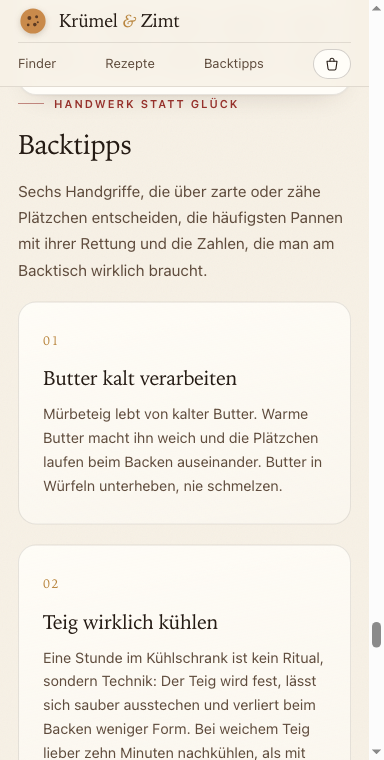 Krümel & Zimt
Finder Rezepte Backtipps
HANDWERK STATT GLÜCK
Backtipps
Sechs Handgriffe, die über zarte oder zähe
Plätzchen entscheiden, die häufigsten Pannen
mit ihrer Rettung und die Zahlen, die man am
Backtisch wirklich braucht.
01
Butter kalt verarbeiten
Mürbeteig lebt von kalter Butter. Warme
Butter macht ihn weich und die Plätzchen
laufen beim Backen auseinander. Butter in
Würfeln unterheben, nie schmelzen.
02
Teig wirklich kühlen
Eine Stunde im Kühlschrank ist kein Ritual,
sondern Technik: Der Teig wird fest, lässt
sich sauber ausstechen und verliert beim
Backen weniger Form. Bei weichem Teig
lieber zehn Minuten nachkühlen, als mit